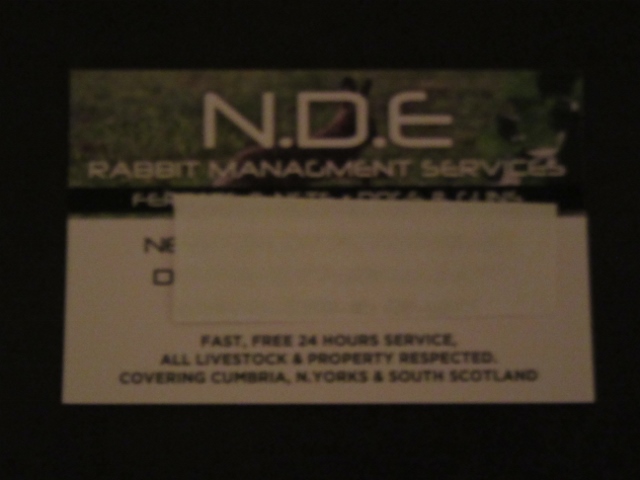 N.D.E
RABBIT MANAGMENT SERVICES
FAST, FREE 24 HOURS SERVICE,
ALL LIVESTOCK & PROPERTY RESPECTED.
COVERING CUMBRIA, N.YORKS & SOUTH SCOTLAND